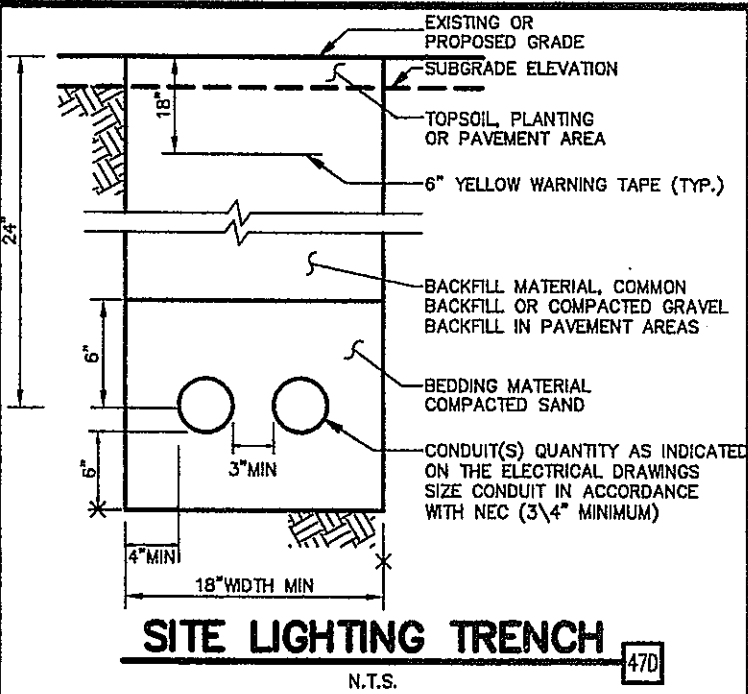 EXISTING OR
PROPOSED GRADE
SUBGRADE ELEVATION
18"
TOPSOIL, PLANTING
OR PAVEMENT AREA
6" YELLOW WARNING TAPE (TYP.)
24"
BACKFILL MATERIAL, COMMON
BACKFILL OR COMPACTED GRAVEL
BACKFILL IN PAVEMENT AREAS
6"
BEDDING MATERIAL
COMPACTED SAND
CONDUIT(S) QUANTITY AS INDICATED
ON THE ELECTRICAL DRAWINGS
SIZE CONDUIT IN ACCORDANCE
WITH NEC (3\4" MINIMUM)
3"MIN
6"
4"MIN
18"WIDTH MIN
SITE LIGHTING TRENCH
47D
N.T.S.